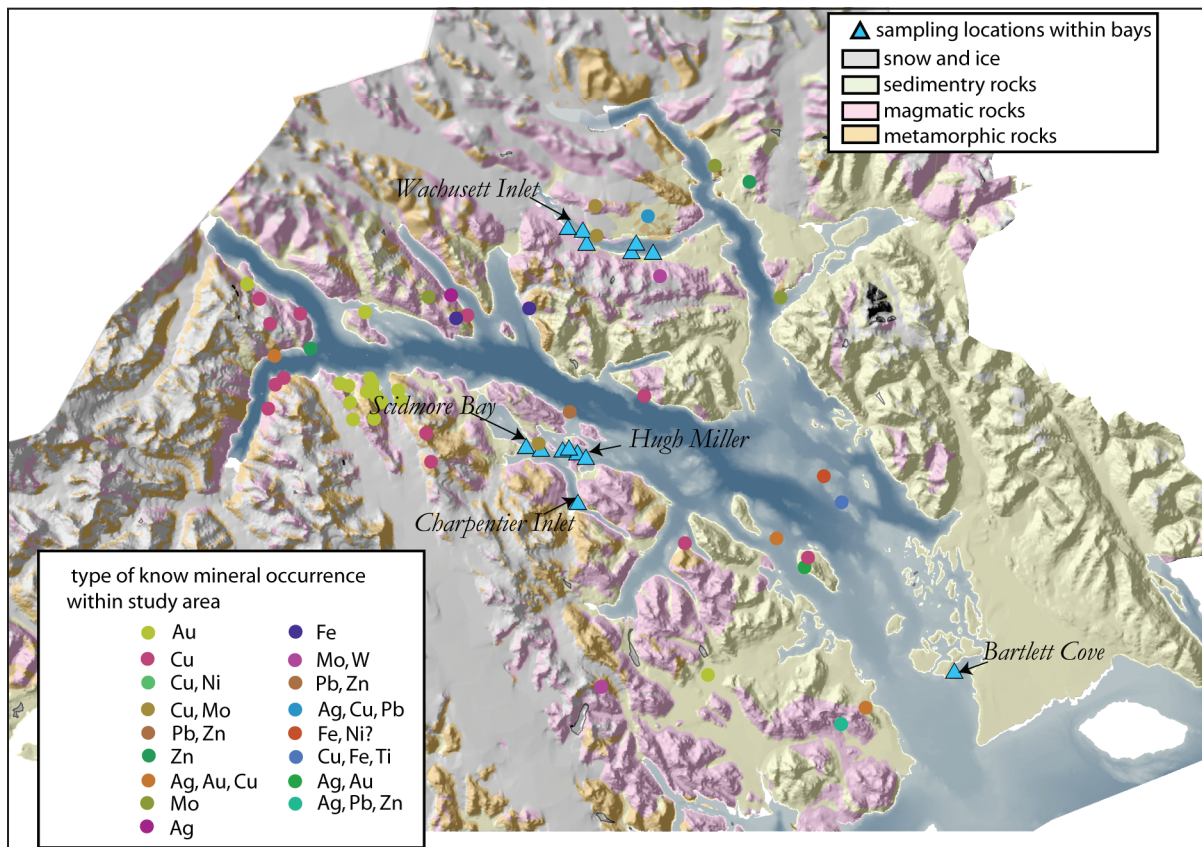 sampling locations within bays
snow and ice
sedimentry rocks
magmatic rocks
metamorphic rocks
Wachusett Inlet
Scidmore Bay
Hugh Miller
Charpentier Inlet
Bartlett Cove
type of know mineral occurrence
within study area
Au
Cu
Cu, Ni
Cu, Mo
Pb, Zn
Zn
Ag, Au, Cu
Mo
Ag
Fe
Mo, W
Pb, Zn
Ag, Cu, Pb
Fe, Ni?
Cu, Fe, Ti
Ag, Au
Ag, Pb, Zn